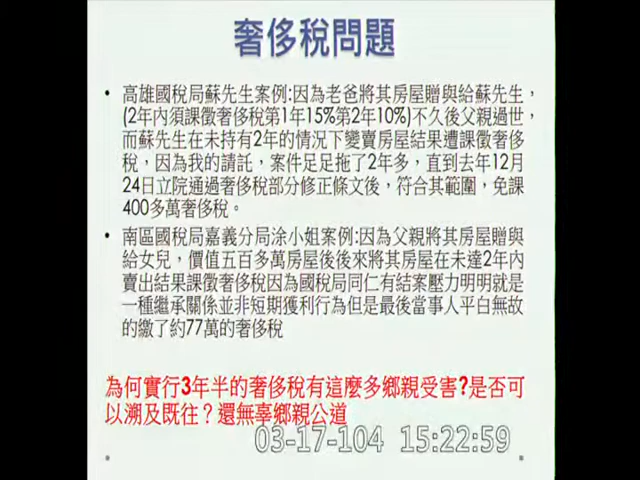 奢侈稅問題
• 高雄國稅局蘇先生案例:因為老爸將其房屋贈與給蘇先生，
(2年內須課徵奢侈稅第1年15%第2年10%)不久後父親過世，
而蘇先生在未持有2年的情況下變賣房屋結果遭課徵奢侈
稅，因為我的請託，案件足足拖了2年多，直到去年12月
24日立院通過奢侈稅部分修正條文後，符合其範圍，免課
400多萬奢侈稅。
• 南區國稅局嘉義分局涂小姐案例:因為父親將其房屋贈與
給女兒，價值五百多萬房屋後後來將其房屋在未達2年內
賣出結果課徵奢侈稅因為國稅局同仁有結案壓力明明就是
一種繼承關係並非短期獲利行為但是最後當事人平白無故
的繳了約77萬的奢侈稅
為何實行3年半的奢侈稅有這麼多鄉親受害?是否可
以溯及既往？還無辜鄉親公道
03-17-104 15:22:59